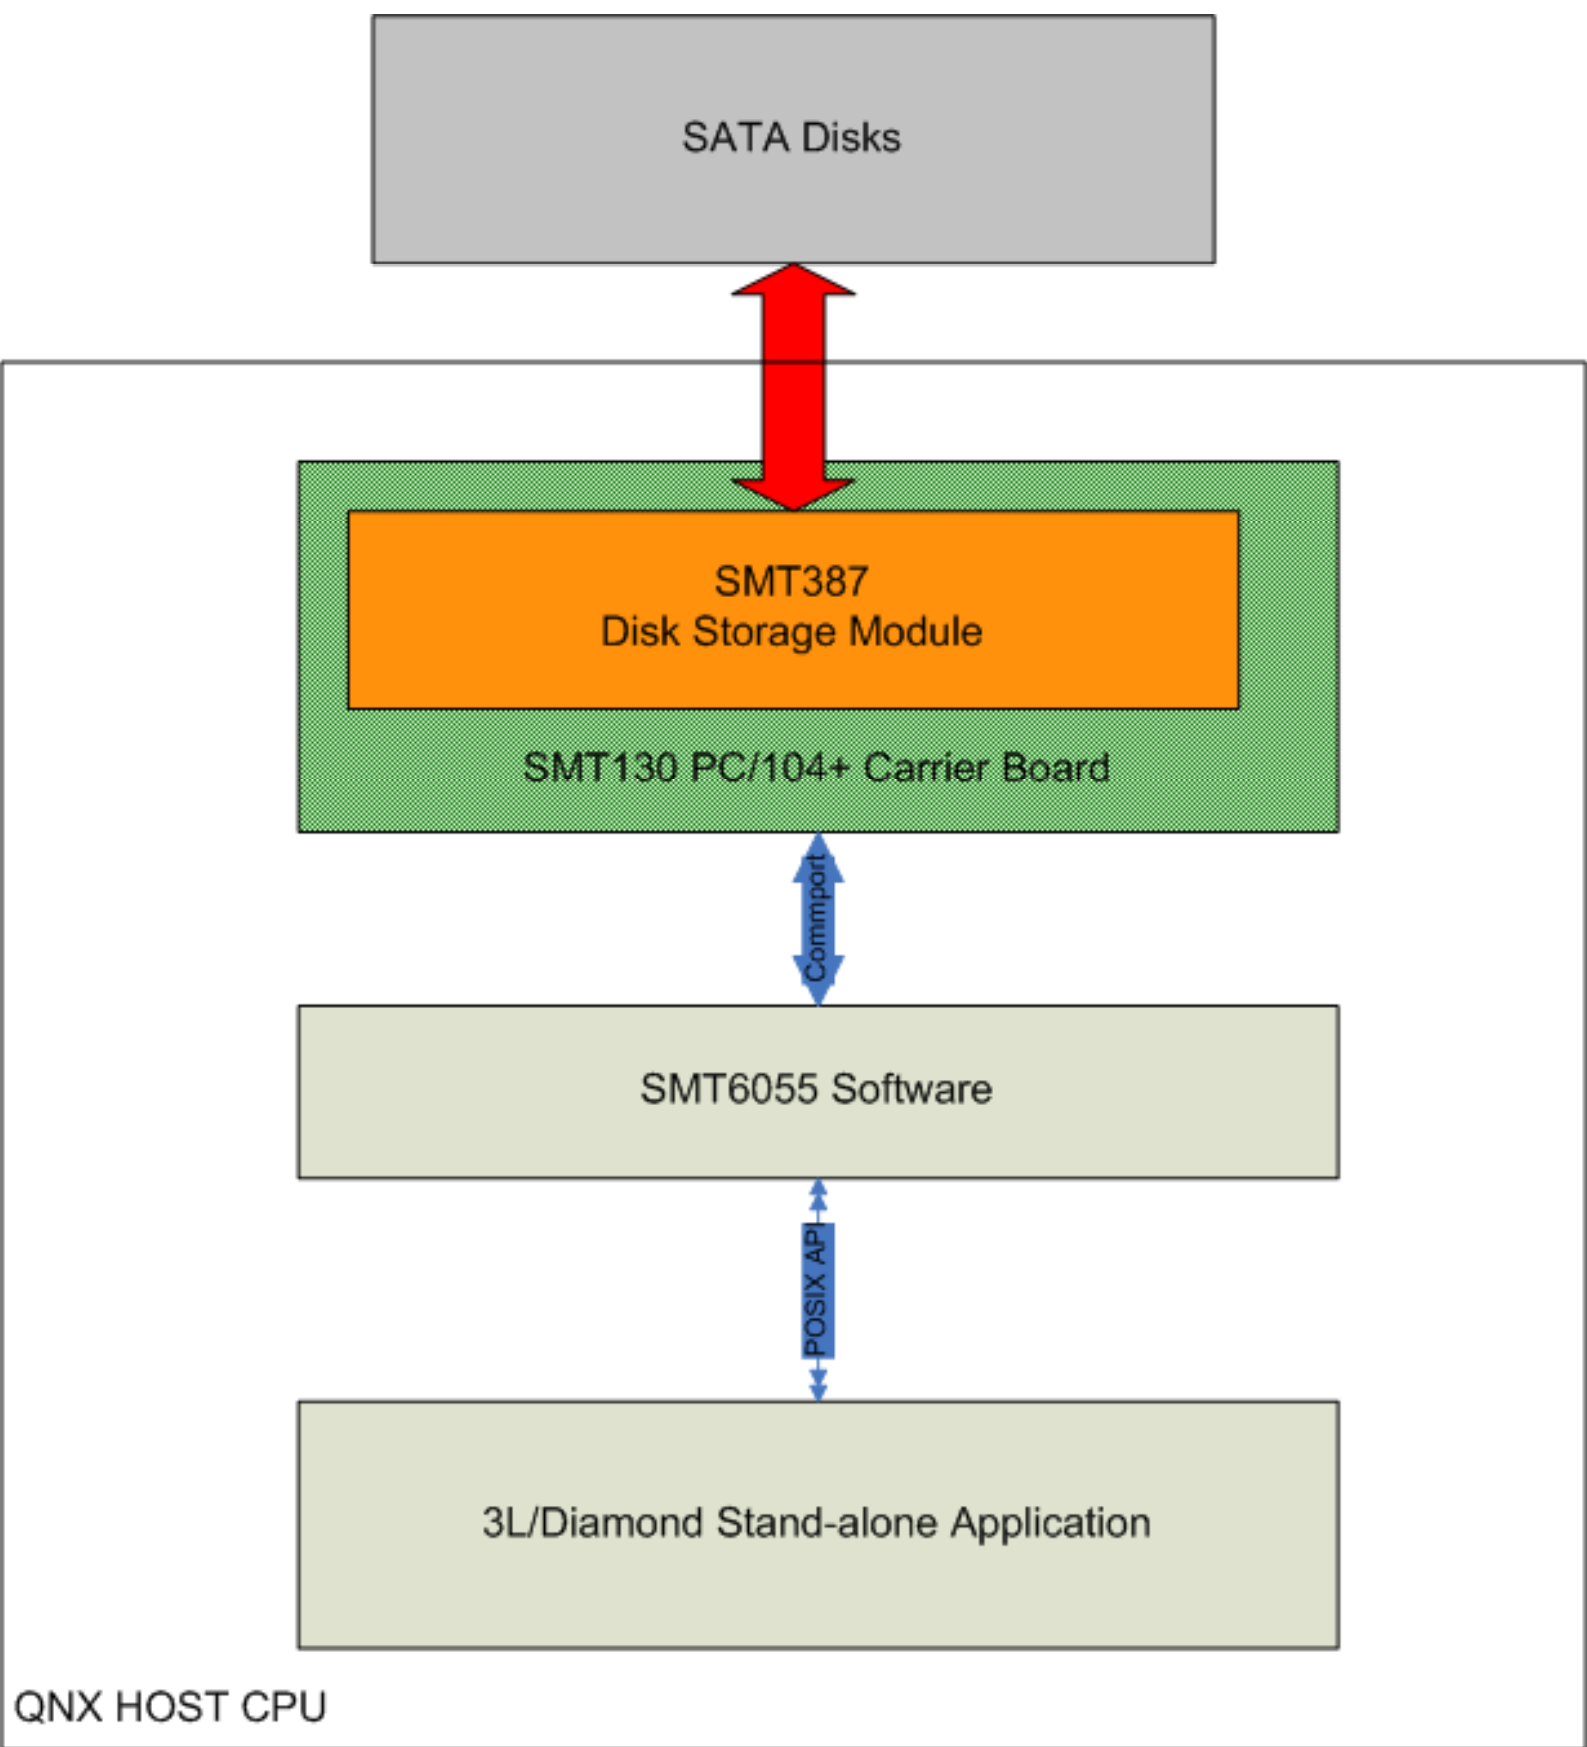 SATA Disks
SMT387
Disk Storage Module
SMT130 PC/104+ Carrier Board
Commport
SMT6055 Software
POSIX API
3L/Diamond Stand-alone Application
QNX HOST CPU